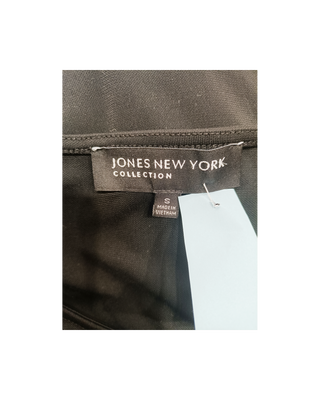 JONES NEW YORK
COLLECTION
S
MADE IN
VIETNAM